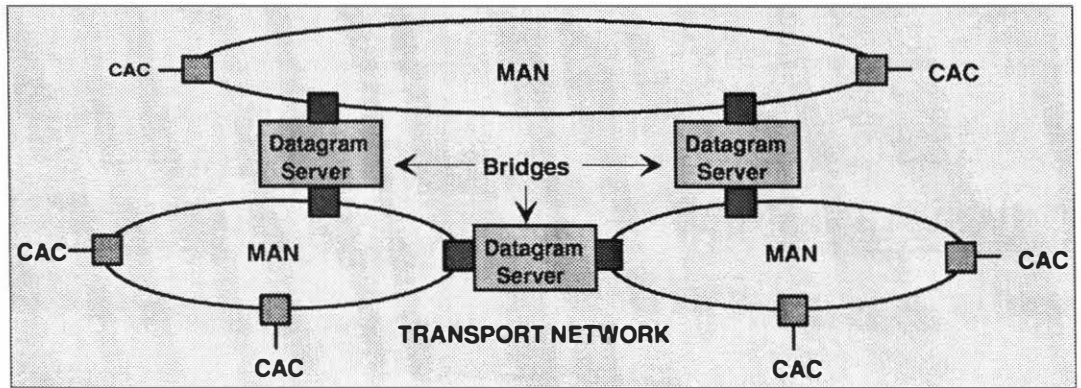 CAC
MAN
CAC
Datagram
Server
Bridges
Datagram
Server
CAC
MAN
Datagram
Server
MAN
CAC
TRANSPORT NETWORK
CAC
CAC